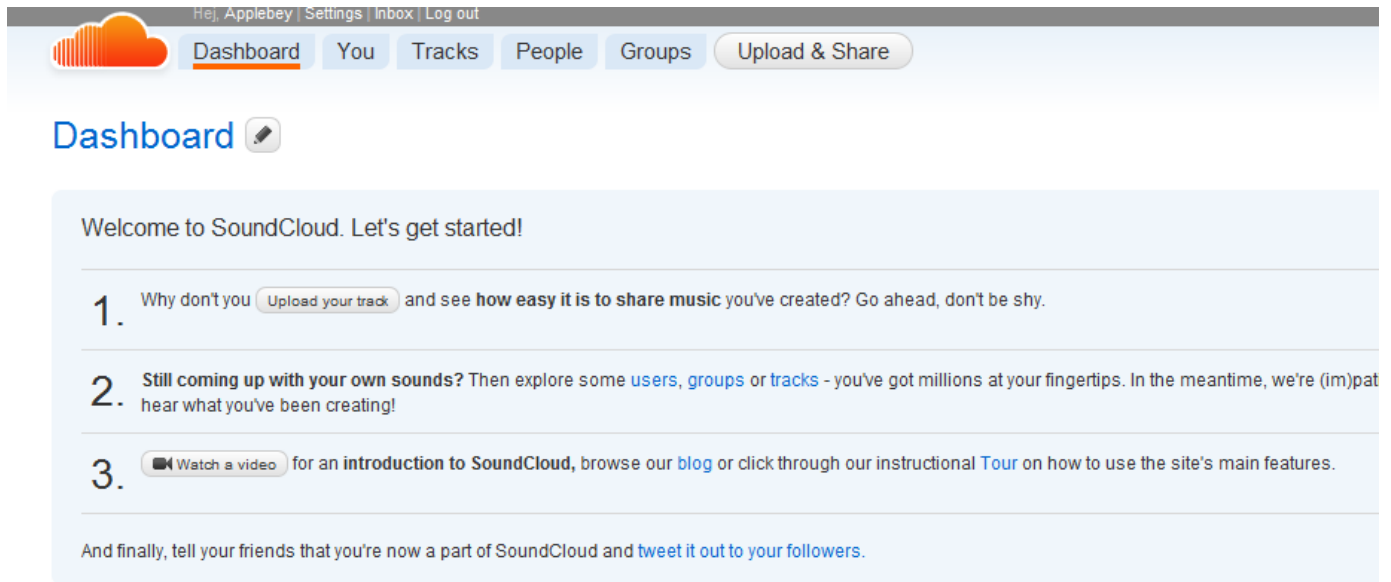 Hej, Applebey | Settings | Inbox | Log out
Dashboard You Tracks People Groups Upload & Share
Dashboard
Welcome to SoundCloud. Let's get started!
1. Why don't you Upload your track and see how easy it is to share music you've created? Go ahead, don't be shy.
2. Still coming up with your own sounds? Then explore some users, groups or tracks - you've got millions at your fingertips. In the meantime, we're
hear what you've been creating!
3. Watch a video for an introduction to SoundCloud, browse our blog or click through our instructional Tour on how to use the site's main features.
And finally, tell your friends that you're now a part of SoundCloud and tweet it out to your followers.